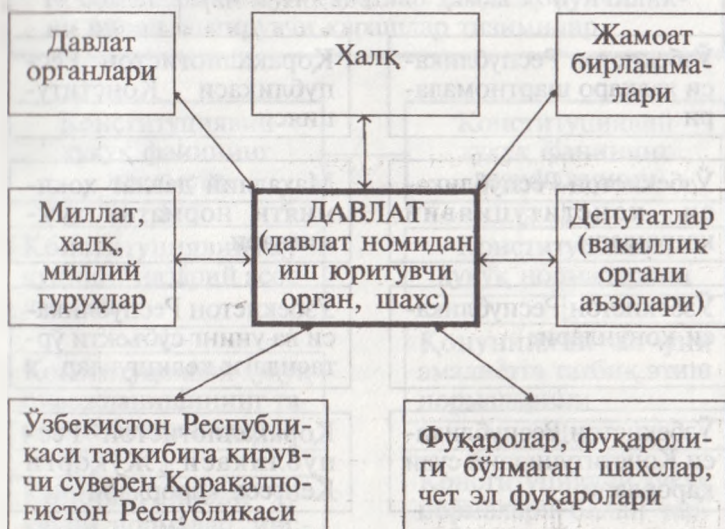 Давлат
органлари
Халқ
Жамоат
бирлашма-
лари
Миллат,
халқ,
миллий
гуруҳлар
ДАВЛАТ
(давлат номидан
иш юритувчи
орган, шахс)
Депутатлар
(вакиллик
органи
аъзолари)
Ўзбекистон Республи-
каси таркибига кирув-
чи суверен Қорақалпо-
ғистон Республикаси
Фуқаролар, фуқароли-
ги бўлмаган шахслар,
чет эл фуқаролари